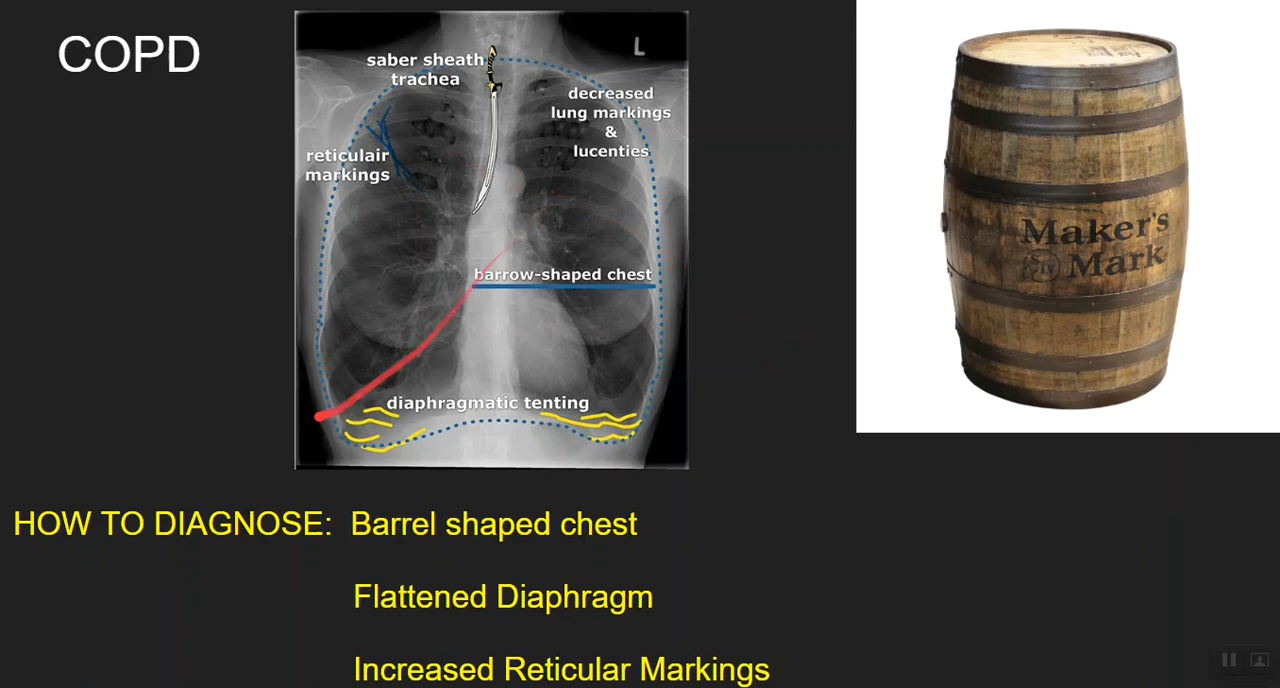 COPD
L
saber sheath
trachea
decreased
lung markings
&
lucenties
reticulair
markings
barrow-shaped chest
diaphragmatic tenting
Maker's
SIV
Mark
HOW TO DIAGNOSE: Barrel shaped chest
Flattened Diaphragm
Increased Reticular Markings